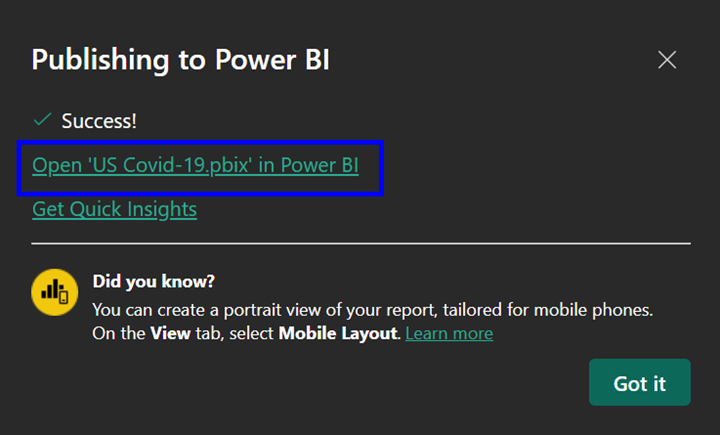 Publishing to Power BI
Success!
Open 'US Covid-19.pbix' in Power BI
Get Quick Insights
Did you know?
You can create a portrait view of your report, tailored for mobile phones.
On the View tab, select Mobile Layout. Learn more
Got it